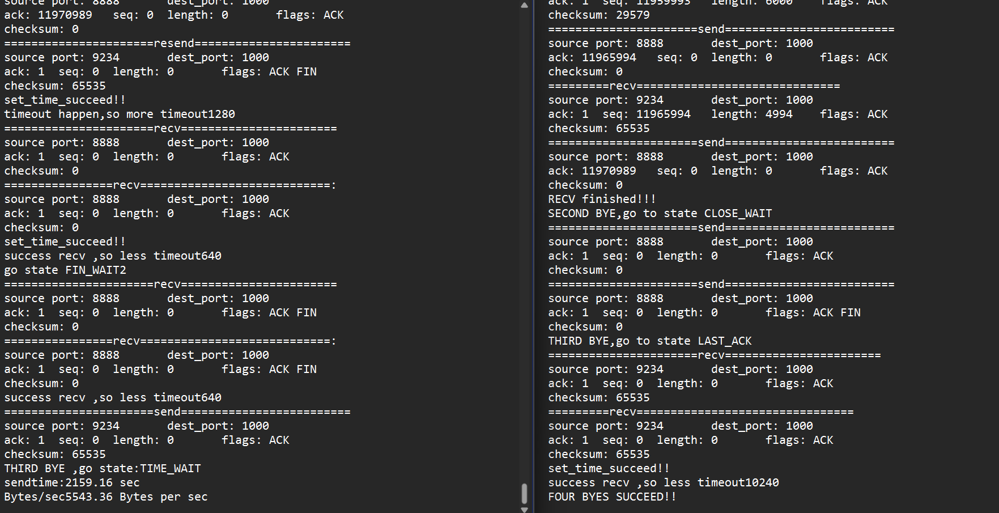 source port: 8888       dest_port: 1000
ack: 11970989   seq: 0  length: 0       flags: ACK
checksum: 0
======================resend=======================
source port: 9234       dest_port: 1000
ack: 1  seq: 0  length: 0       flags: ACK FIN
checksum: 65535
set_time_succeed!!
timeout happen,so more timeout1280
======================recv=======================
source port: 8888       dest_port: 1000
ack: 1  seq: 0  length: 0       flags: ACK
checksum: 0
================recv============================:
source port: 8888       dest_port: 1000
ack: 1  seq: 0  length: 0       flags: ACK
checksum: 0
set_time_succeed!!
success recv ,so less timeout640
go state FIN_WAIT2
======================recv=======================
source port: 8888       dest_port: 1000
ack: 1  seq: 0  length: 0       flags: ACK FIN
checksum: 0
================recv============================:
source port: 8888       dest_port: 1000
ack: 1  seq: 0  length: 0       flags: ACK FIN
checksum: 0
success recv ,so less timeout640
======================send=========================
source port: 9234       dest_port: 1000
ack: 1  seq: 0  length: 0       flags: ACK
checksum: 65535
THIRD BYE ,go state:TIME_WAIT
sendtime:2159.16 sec
Bytes/sec5543.36 Bytes per sec
ack: 1  seq: 11959993   length: 6000    flags: ACK
checksum: 29579
======================send=========================
source port: 8888       dest_port: 1000
ack: 11965994   seq: 0  length: 0       flags: ACK
checksum: 0
=========recv==============================
source port: 9234       dest_port: 1000
ack: 1  seq: 11965994   length: 4994    flags: ACK
checksum: 65535
======================send=========================
source port: 8888       dest_port: 1000
ack: 11970989   seq: 0  length: 0       flags: ACK
checksum: 0
RECV finished!!!
SECOND BYE,go to state CLOSE_WAIT
======================send=========================
source port: 8888       dest_port: 1000
ack: 1  seq: 0  length: 0       flags: ACK
checksum: 0
======================send=========================
source port: 8888       dest_port: 1000
ack: 1  seq: 0  length: 0       flags: ACK FIN
checksum: 0
THIRD BYE,go to state LAST_ACK
======================recv=======================
source port: 9234       dest_port: 1000
ack: 1  seq: 0  length: 0       flags: ACK
checksum: 65535
=========recv================================
source port: 9234       dest_port: 1000
ack: 1  seq: 0  length: 0       flags: ACK
checksum: 65535
set_time_succeed!!
success recv ,so less timeout10240
FOUR BYES SUCCEED!!